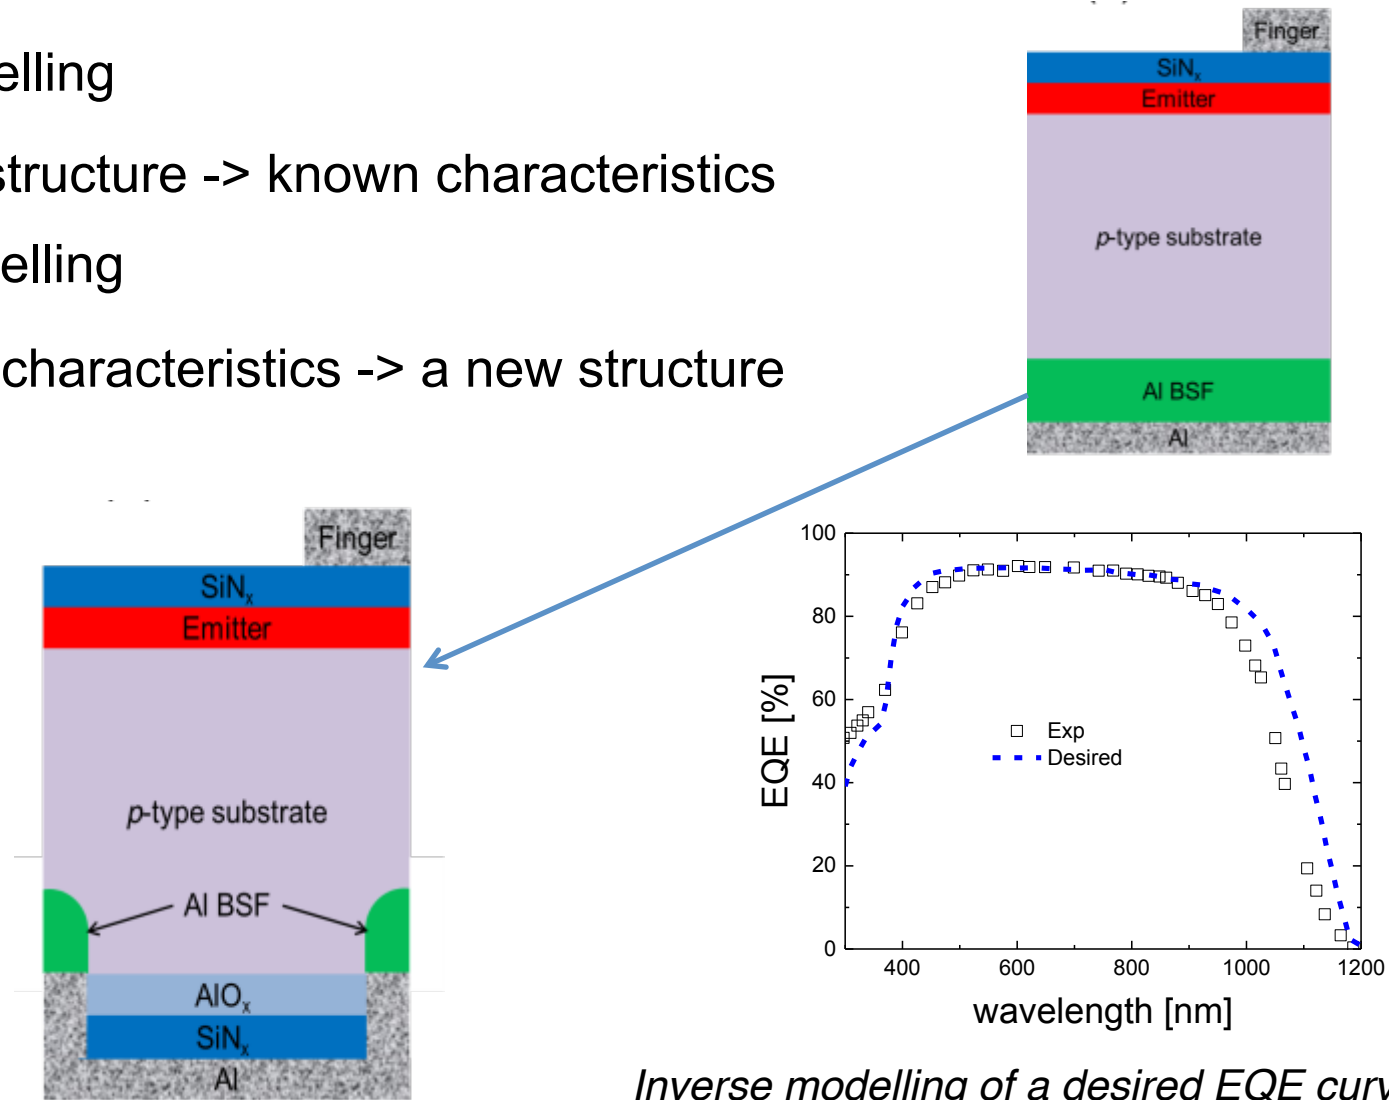 elling
structure -> known characteristics
elling
characteristics -> a new structure
Finger
SiNx
Emitter
p-type substrate
Al BSF
Al
Finger
SiNx
Emitter
p-type substrate
Al BSF
AlOx
SiNx
Al
100
80
60
40
20
0
EQE [%]
Exp
Desired
400 600 800 1000 1200
wavelength [nm]
Inverse modelling of a desired EQE curv